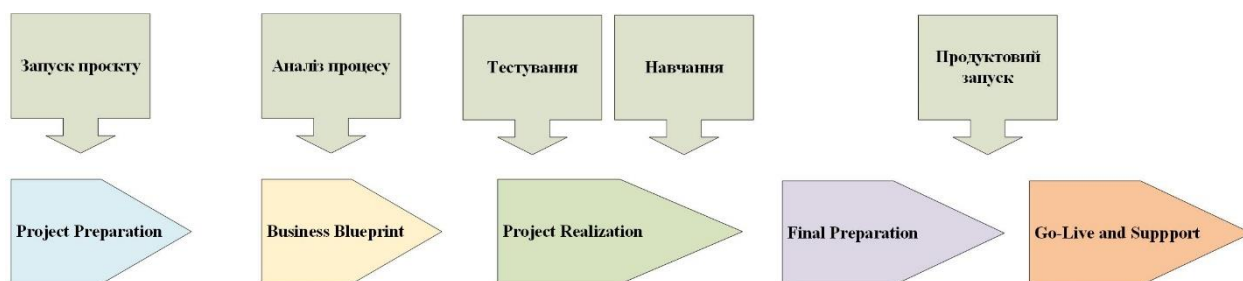 Запуск проєкту
Аналіз процесу
Тестування
Навчання
Продуктовий
запуск
Project Preparation
Business Blueprint
Project Realization
Final Preparation
Go-Live and Suppport